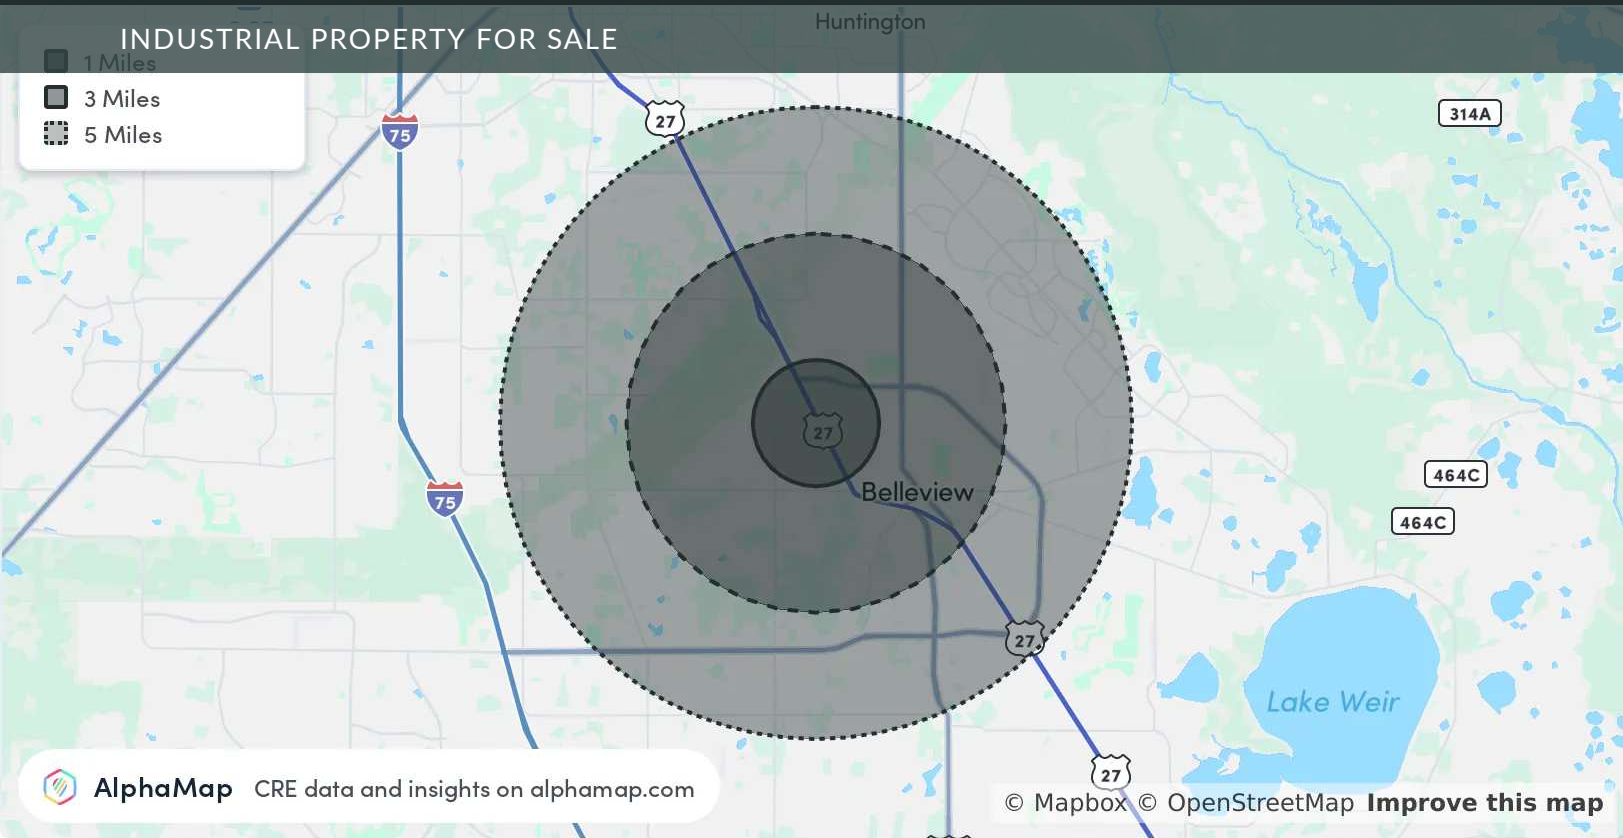 Huntington
INDUSTRIAL PROPERTY FOR SALE
1 Miles
3 Miles
5 Miles
27
314A
75
27
464C
75
Belleview
464C
27
Lake Weir
27
AlphaMap CRE data and insights on alphamap.com
© Mapbox © OpenStreetMap Improve this map